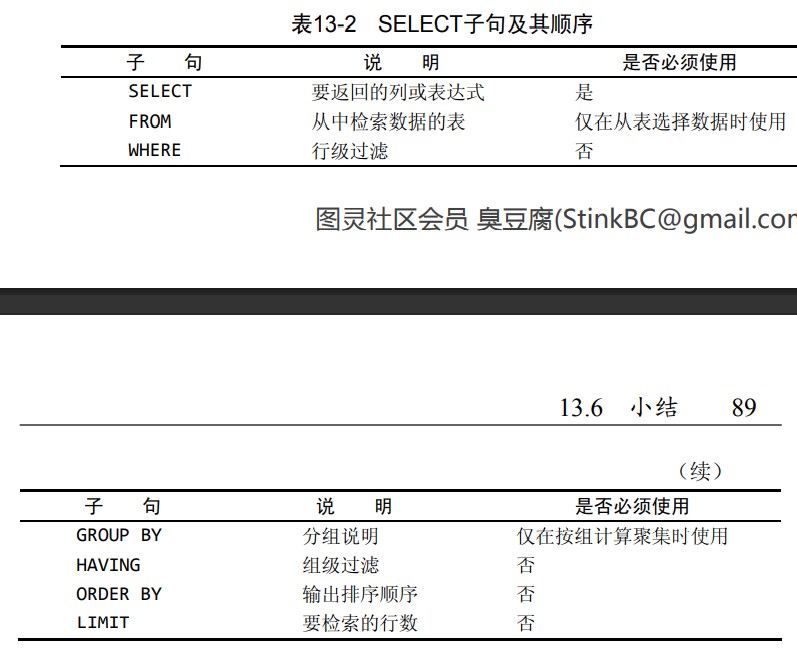 表13-2 SELECT子句及其顺序
子 句 说 明 是否必须使用
SELECT 要返回的列或表达式 是
FROM 从中检索数据的表 仅在从表选择数据时使用
WHERE 行级过滤 否
图灵社区会员 臭豆腐(StinkBC@gmail.con
13.6 小结 89
（续）
子 句 说 明 是否必须使用
GROUP BY 分组说明 仅在按组计算聚集时使用
HAVING 组级过滤 否
ORDER BY 输出排序顺序 否
LIMIT 要检索的行数 否